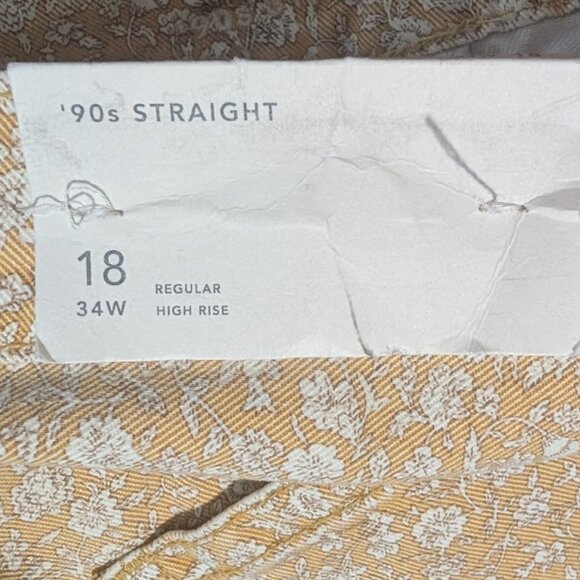 '90s STRAIGHT
18
34W
REGULAR
HIGH RISE